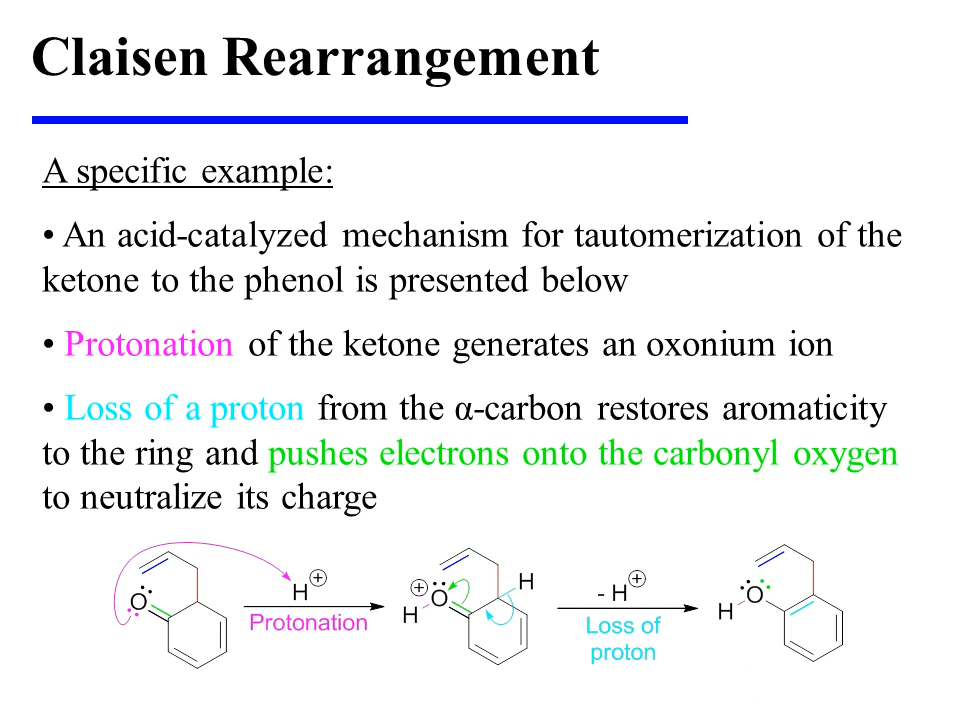 Claisen Rearrangement
A specific example:
• An acid-catalyzed mechanism for tautomerization of the
ketone to the phenol is presented below
• Protonation of the ketone generates an oxonium ion
• Loss of a proton from the α-carbon restores aromaticity
to the ring and pushes electrons onto the carbonyl oxygen
to neutralize its charge
O
H +
Protonation
+
O
H
H
- H +
Loss of
proton
O
H